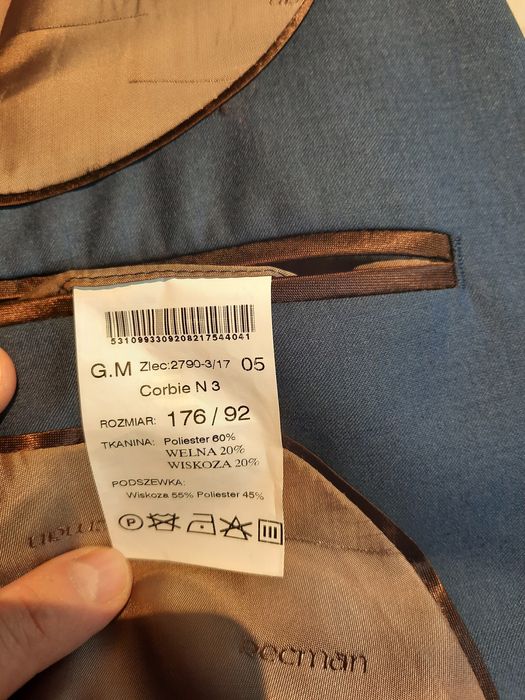 5310993309208217544041
G.M Zlec:2790-3/17 05
Corbie N 3
ROZMIAR: 176 / 92
TKANINA: Poliester 60%
WEŁNA 20%
WISKOZA 20%
PODSZEWKA:
Wiskoza 55% Poliester 45%
P